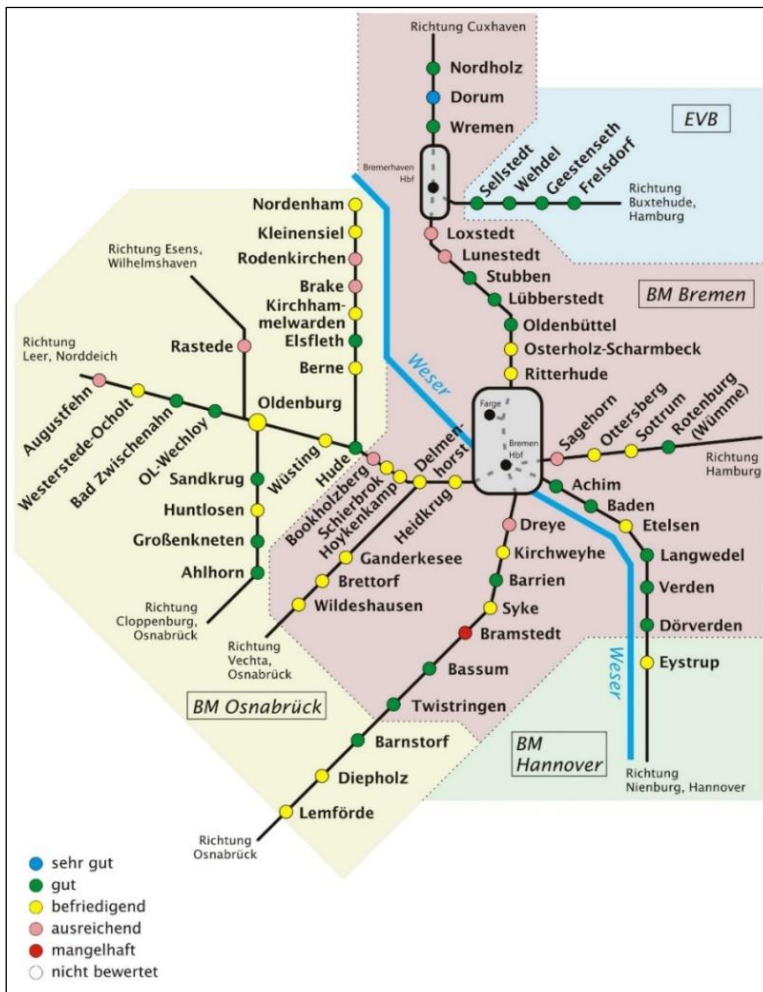 Richtung Cuxhaven
Nordholz
Dorum
Wremen
Bremerhaven
Hbf
EVB
Sellstedt
Wehdel
Geestenseth
Frelsdorf
Richtung
Buxtehude,
Hamburg
Loxstedt
Lunestedt
Stubben
Lübberstedt
Oldenbüttel
Osterholz-Scharmbeck
Ritterhude
BM Bremen
Nordenham
Kleinensiel
Rodenkirchen
Brake
Kirchham-
melwarden
Elsfleth
Berne
Weser
Richtung Esens,
Wilhelmshaven
Rastede
Richtung
Leer, Norddeich
Augustfehn
Westerstede-Ocholt
Bad Zwischenahn
OL-Wechloy
Oldenburg
Wüsting
Hude
Bookholzberg
Schierbrok
Hoykenkamp
Delmen-
horst
Heidkrug
Farge
Bremen
Hbf
Sagehorn
Ottersberg
Sottrum
Rotenburg
(Wümme)
Richtung
Hamburg
Sandkrug
Huntlosen
Großenkneten
Ahlhorn
Richtung
Cloppenburg,
Osnabrück
Ganderkesee
Brettorf
Wildeshausen
Richtung
Vechta,
Osnabrück
Dreye
Kirchweyhe
Barrien
Syke
Bramstedt
Bassum
Twistringen
Barnstorf
Diepholz
Lemförde
Richtung
Osnabrück
Achim
Baden
Etelsen
Langwedel
Verden
Dörverden
Eystrup
Weser
BM Osnabrück
BM
Hannover
Richtung
Nienburg, Hannover
sehr gut
gut
befriedigend
ausreichend
mangelhaft
nicht bewertet